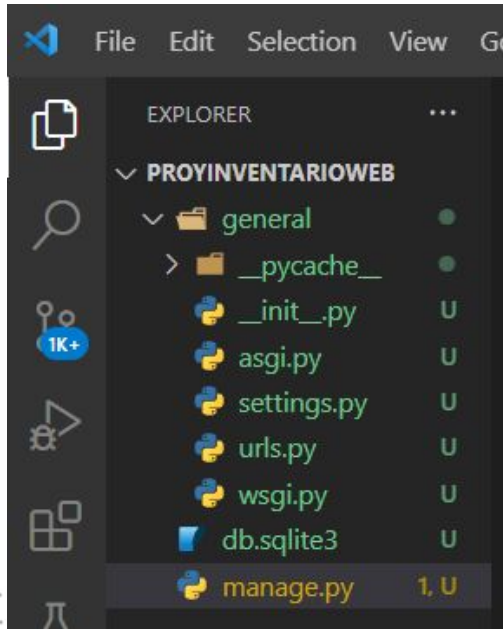 File Edit Selection View Go
EXPLORER ...
PROYINVENTARIOWEB
general
__pycache__
__init__.py U
1K+
asgi.py U
settings.py U
urls.py U
wsgi.py U
db.sqlite3 U
manage.py 1, U